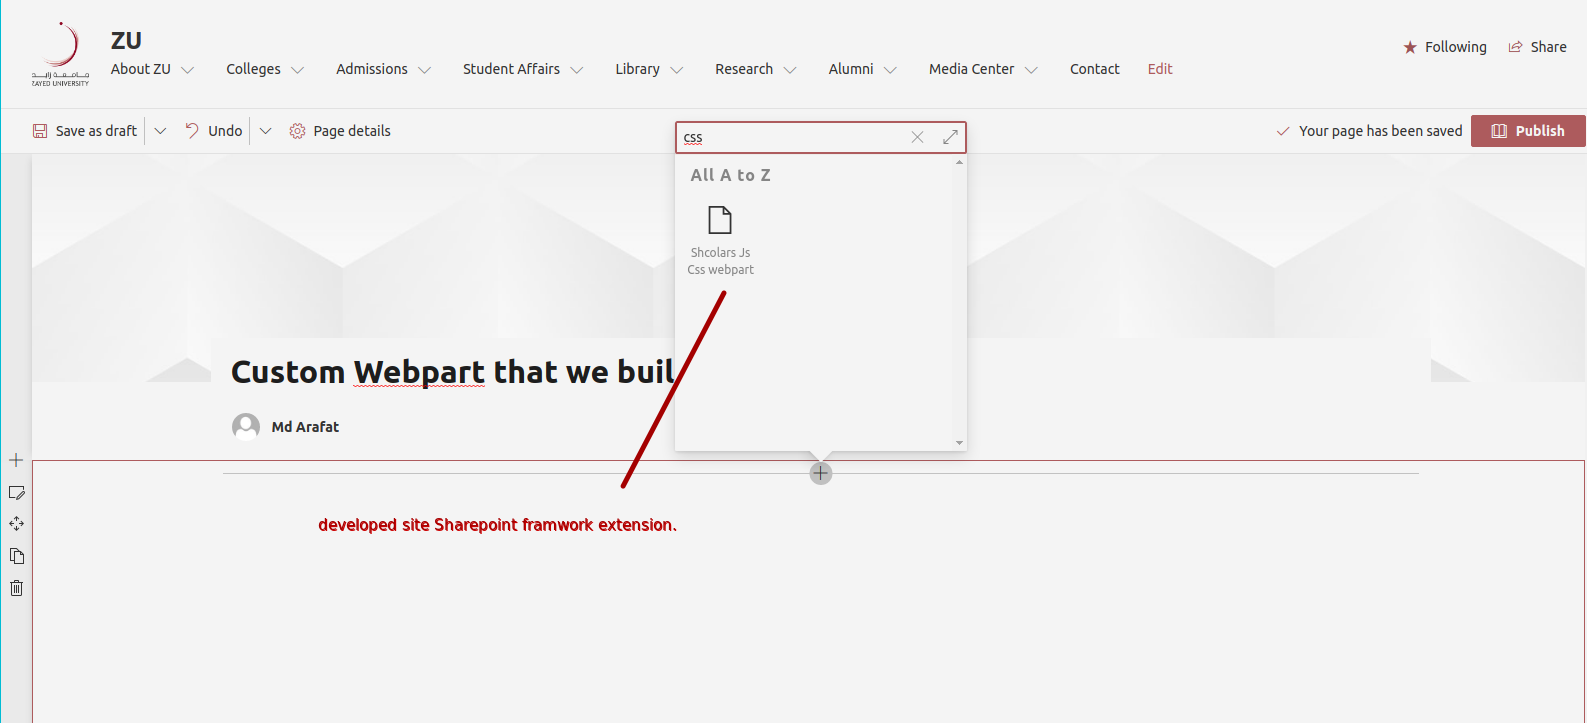 ZU
Following
Share
About ZU
Colleges
Admissions
Student Affairs
Library
Research
Alumni
Media Center
Contact
Edit
جامعة زايد
ZAYED UNIVERSITY
Save as draft
Undo
Page details
css
Your page has been saved
Publish
All A to Z
Shcolars Js
Css webpart
Custom Webpart that we buil
Md Arafat
developed site Sharepoint framwork extension.